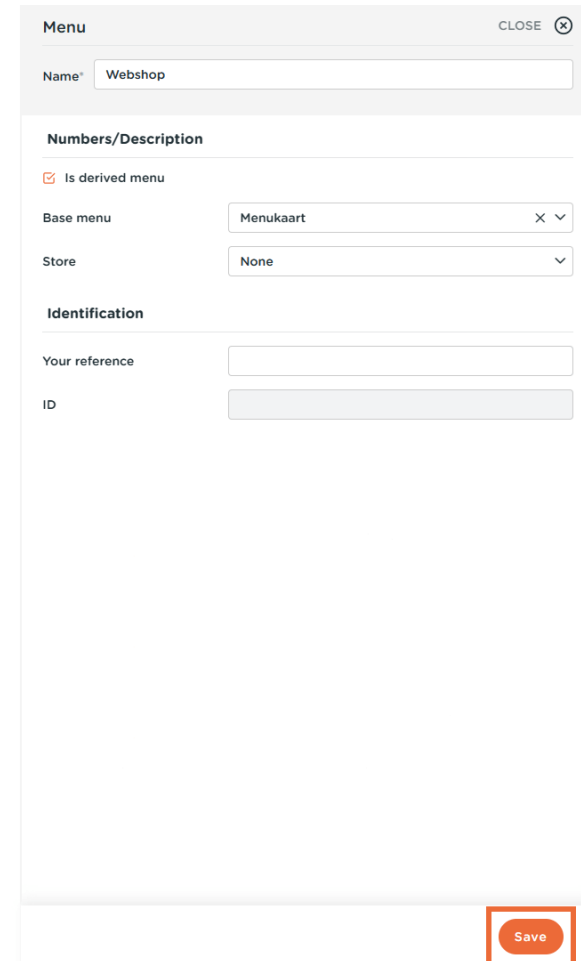 Menu CLOSE
Name* Webshop
Numbers/Description
Is derived menu
Base menu Menukaart
Store None
Identification
Your reference
ID
Save